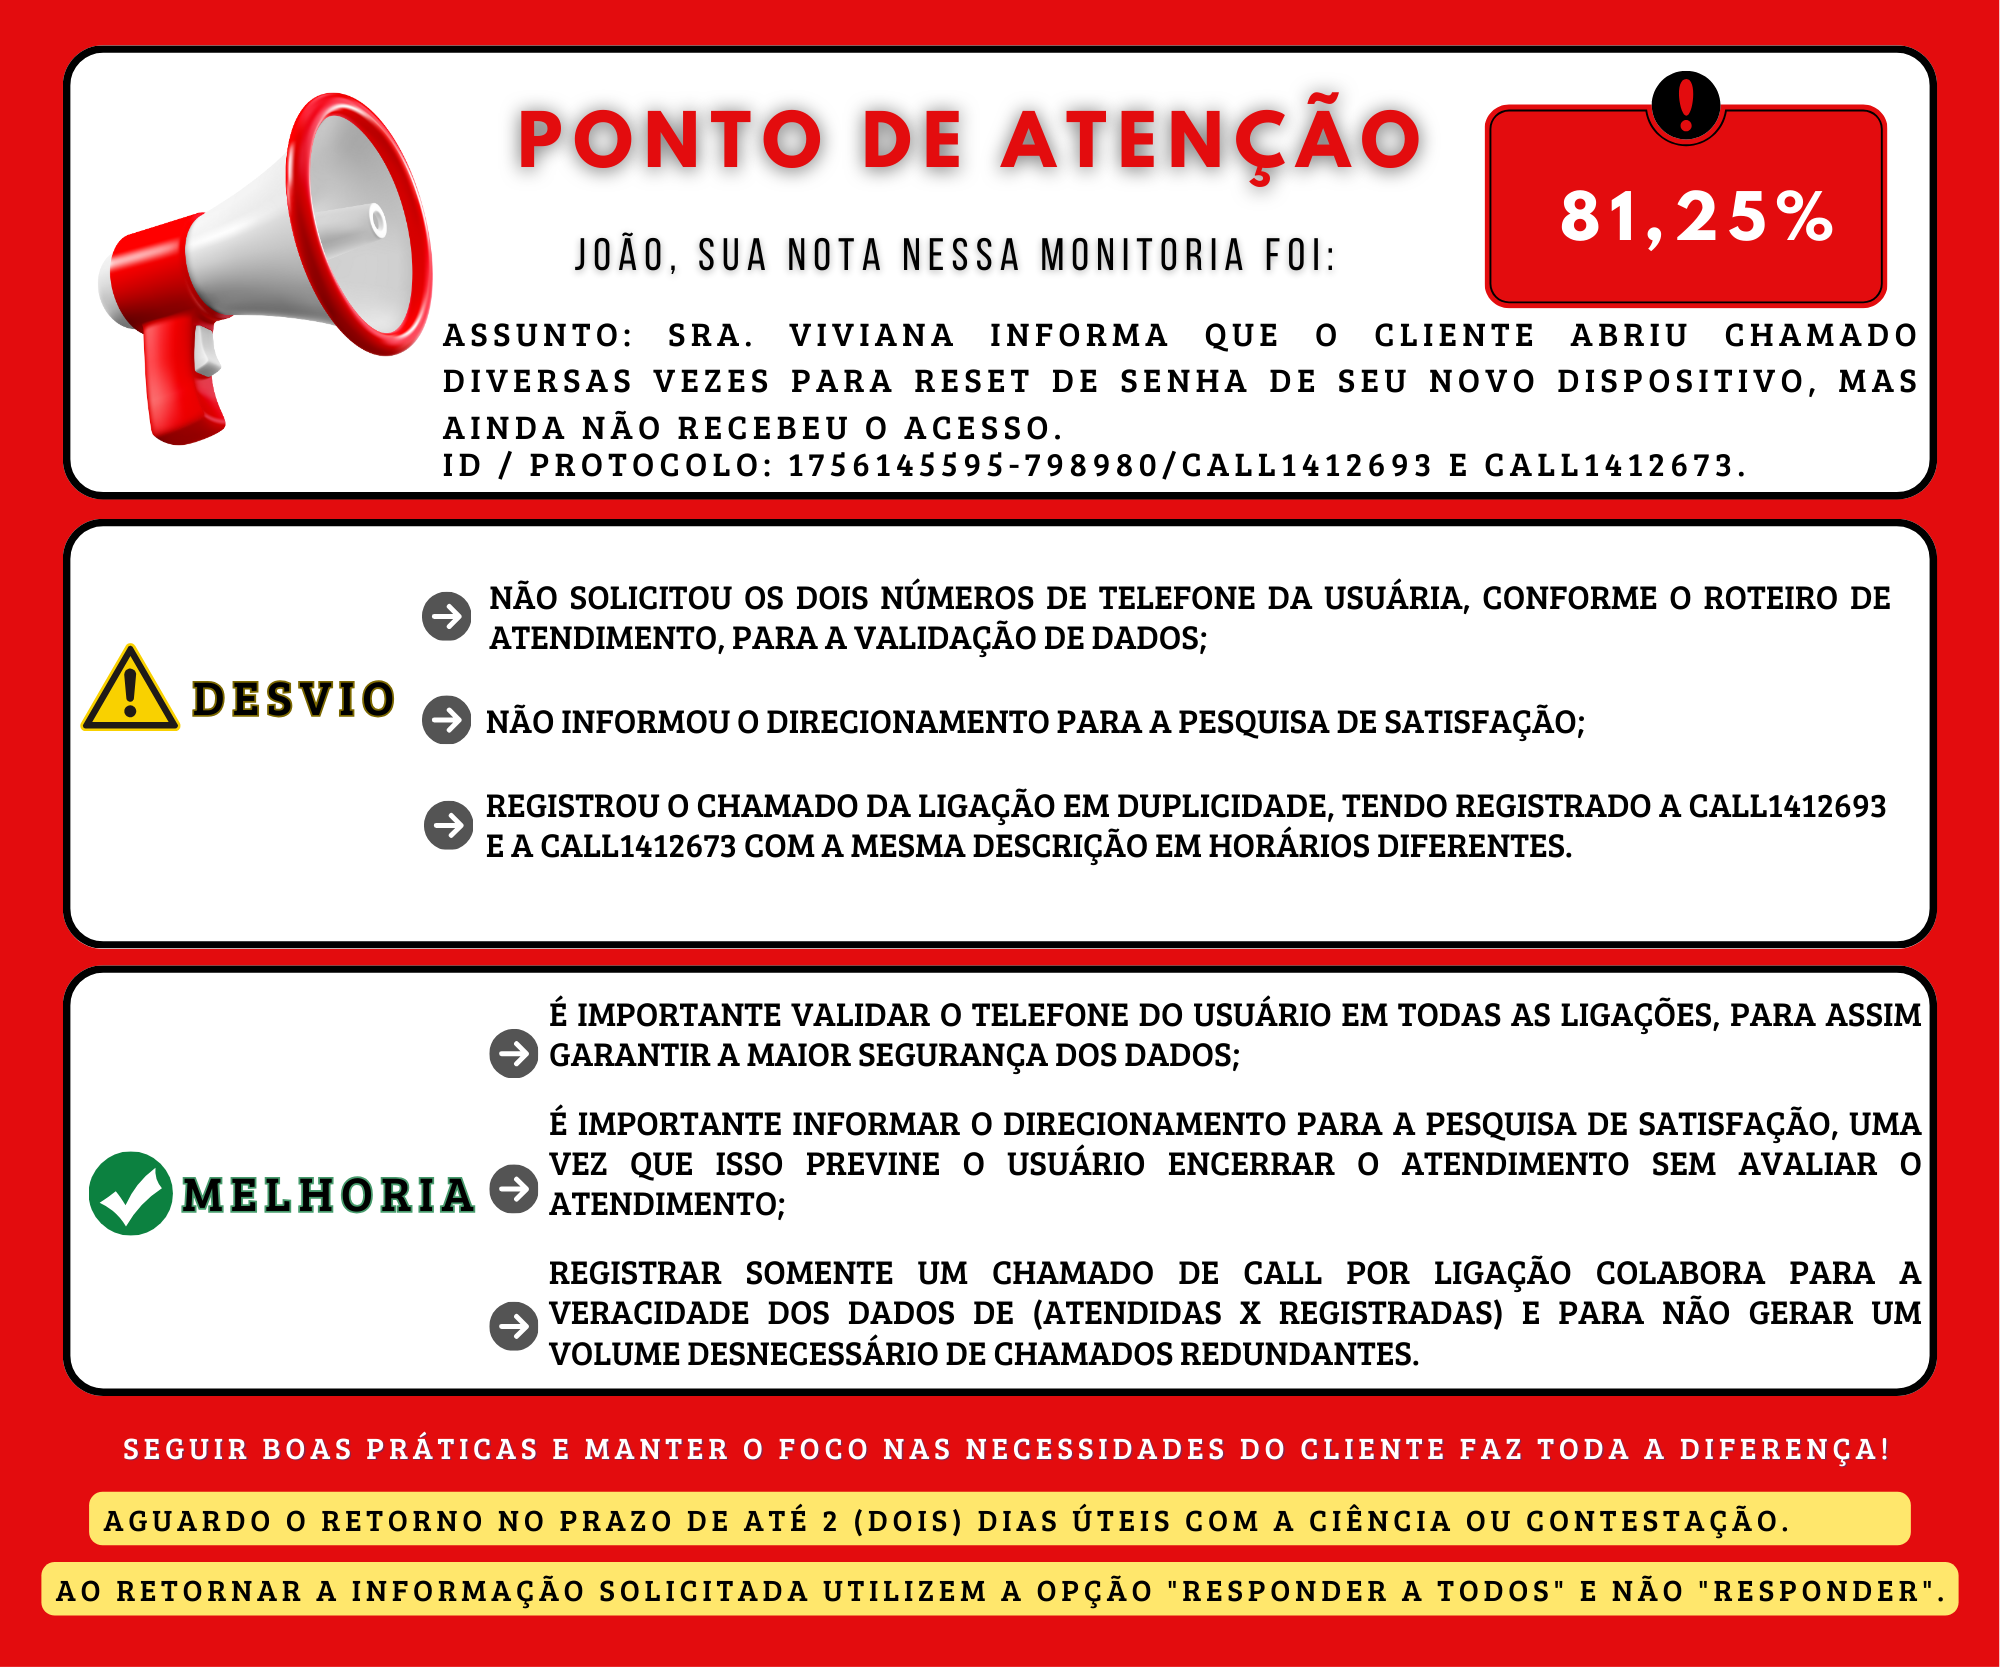 PONTO DE ATENÇÃO
81,25%
JOÃO, SUA NOTA NESSA MONITORIA FOI:
ASSUNTO: SRA. VIVIANA INFORMA QUE O CLIENTE ABRIU CHAMADO
DIVERSAS VEZES PARA RESET DE SENHA DE SEU NOVO DISPOSITIVO, MAS
AINDA NÃO RECEBEU O ACESSO.
ID / PROTOCOLO: 1756145595-798980/CALL1412693 E CALL1412673.
DESVIO
NÃO SOLICITOU OS DOIS NÚMEROS DE TELEFONE DA USUÁRIA, CONFORME O ROTEIRO DE
ATENDIMENTO, PARA A VALIDAÇÃO DE DADOS;
NÃO INFORMOU O DIRECIONAMENTO PARA A PESQUISA DE SATISFAÇÃO;
REGISTROU O CHAMADO DA LIGAÇÃO EM DUPLICIDADE, TENDO REGISTRADO A CALL1412693
E A CALL1412673 COM A MESMA DESCRIÇÃO EM HORÁRIOS DIFERENTES.
MELHORIA
É IMPORTANTE VALIDAR O TELEFONE DO USUÁRIO EM TODAS AS LIGAÇÕES, PARA ASSIM
GARANTIR A MAIOR SEGURANÇA DOS DADOS;
É IMPORTANTE INFORMAR O DIRECIONAMENTO PARA A PESQUISA DE SATISFAÇÃO, UMA
VEZ QUE ISSO PREVINE O USUÁRIO ENCERRAR O ATENDIMENTO SEM AVALIAR O
ATENDIMENTO;
REGISTRAR SOMENTE UM CHAMADO DE CALL POR LIGAÇÃO COLABORA PARA A
VERACIDADE DOS DADOS DE (ATENDIDAS X REGISTRADAS) E PARA NÃO GERAR UM
VOLUME DESNECESSÁRIO DE CHAMADOS REDUNDANTES.
SEGUIR BOAS PRÁTICAS E MANTER O FOCO NAS NECESSIDADES DO CLIENTE FAZ TODA A DIFERENÇA!
AGUARDO O RETORNO NO PRAZO DE ATÉ 2 (DOIS) DIAS ÚTEIS COM A CIÊNCIA OU CONTESTAÇÃO.
AO RETORNAR A INFORMAÇÃO SOLICITADA UTILIZEM A OPÇÃO "RESPONDER A TODOS" E NÃO "RESPONDER".